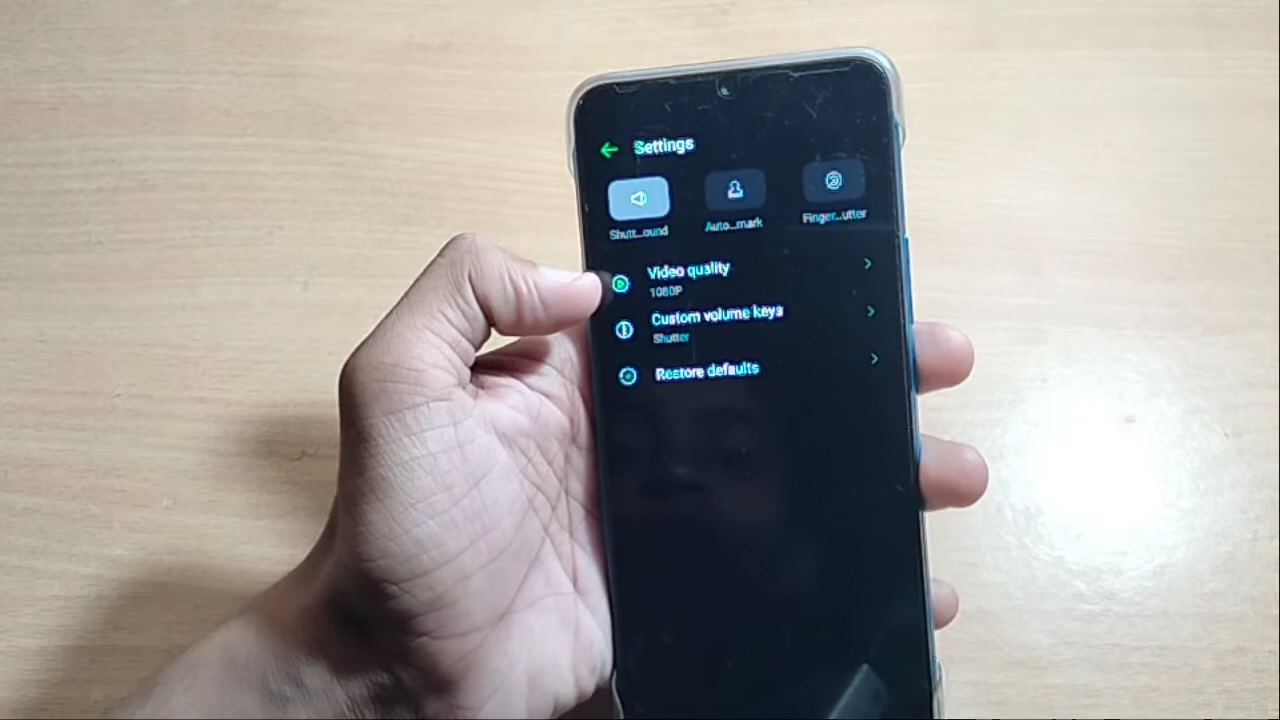 Settings
Shutt...ound
Auto...mark
Finger...utter
Video quality
1080P
Custom volume keys
Shutter
Restore defaults